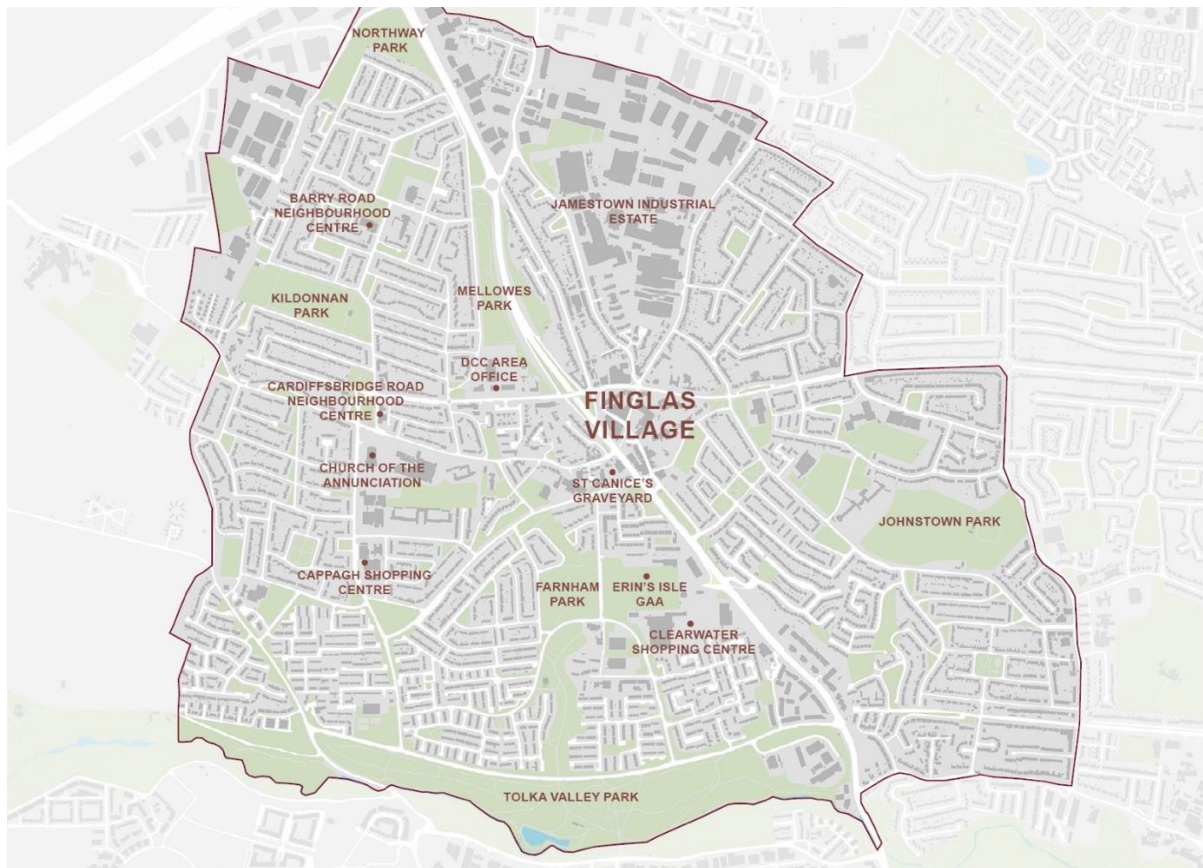 NORTHWAY
PARK
BARRY ROAD
NEIGHBOURHOOD
CENTRE
JAMESTOWN INDUSTRIAL
ESTATE
KILDONNAN
PARK
MELLOWES
PARK
DCC AREA
OFFICE
CARDIFFSBRIDGE ROAD
NEIGHBOURHOOD
CENTRE
FINGLAS
VILLAGE
CHURCH OF THE
ANNUNCIATION
ST CANICE'S
GRAVEYARD
JOHNSTOWN PARK
CAPPAGH SHOPPING
CENTRE
FARNHAM
PARK
ERIN'S ISLE
GAA
CLEARWATER
SHOPPING CENTRE
TOLKA VALLEY PARK